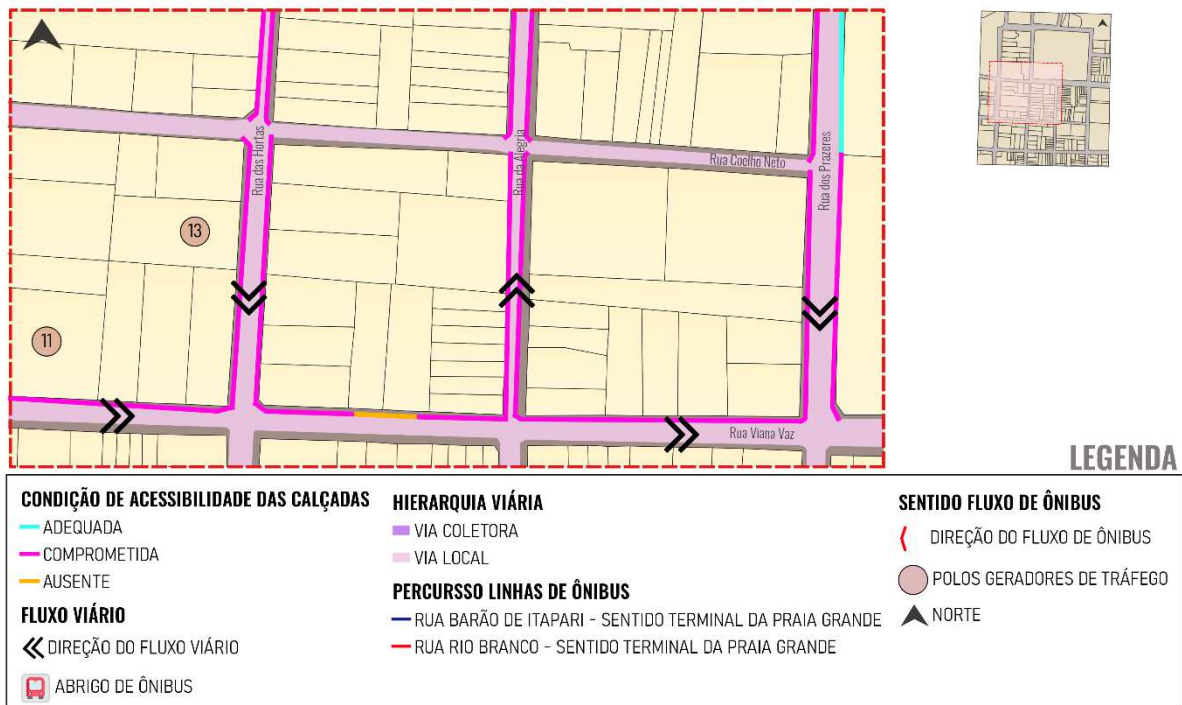 Rua das Hortas
Rua da Alegria
Rua Coelho Neto
Rua dos Prazeres
13
11
Rua Viana Vaz
LEGENDA
CONDIÇÃO DE ACESSIBILIDADE DAS CALÇADAS
ADEQUADA
COMPROMETIDA
AUSENTE
FLUXO VIÁRIO
DIREÇÃO DO FLUXO VIÁRIO
ABRIGO DE ÔNIBUS
HIERARQUIA VIÁRIA
VIA COLETORA
VIA LOCAL
PERCURSSO LINHAS DE ÔNIBUS
RUA BARÃO DE ITAPARI - SENTIDO TERMINAL DA PRAIA GRANDE
RUA RIO BRANCO - SENTIDO TERMINAL DA PRAIA GRANDE
SENTIDO FLUXO DE ÔNIBUS
DIREÇÃO DO FLUXO DE ÔNIBUS
POLOS GERADORES DE TRÁFEGO
NORTE